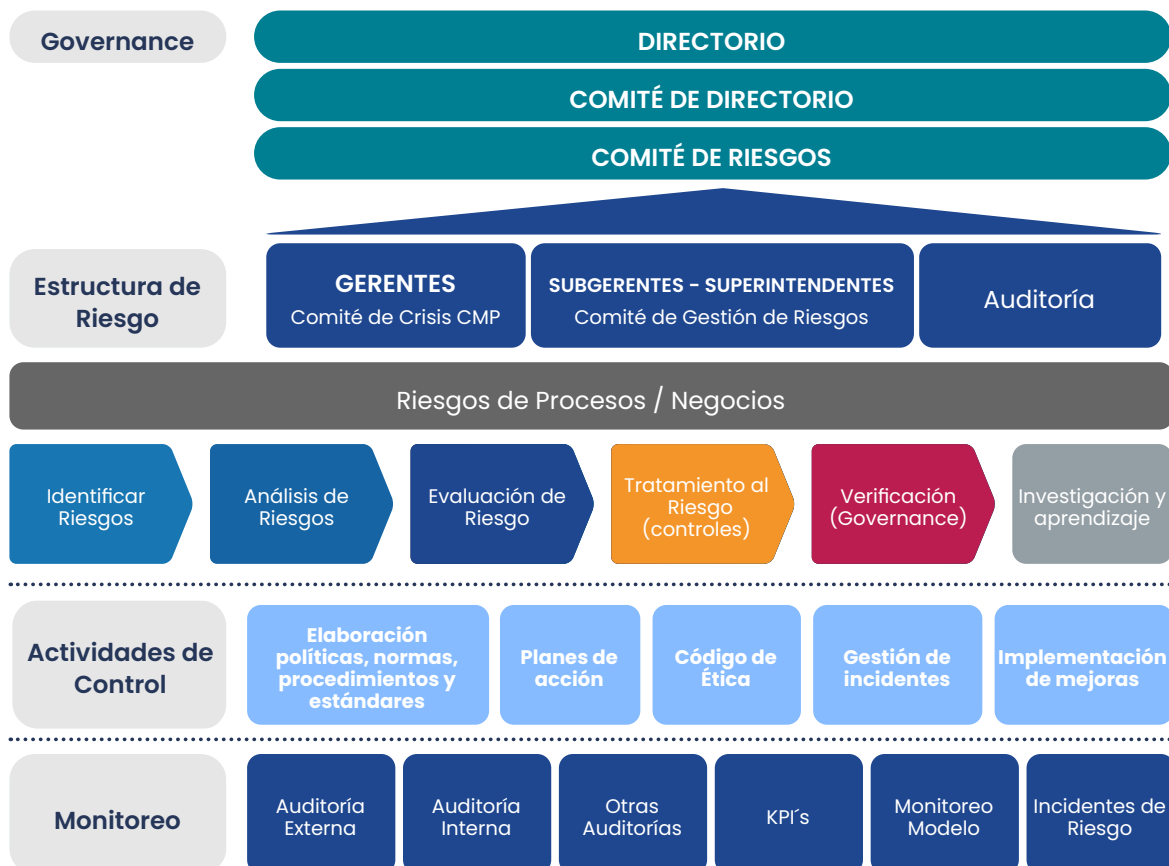 Governance
DIRECTORIO
COMITÉ DE DIRECTORIO
COMITÉ DE RIESGOS
Estructura de
Riesgo
GERENTES
Comité de Crisis CMP
SUBGERENTES - SUPERINTENDENTES
Comité de Gestión de Riesgos
Auditoría
Riesgos de Procesos / Negocios
Identificar
Riesgos
Análisis de
Riesgos
Evaluación de
Riesgo
Tratamiento al
Riesgo
(controles)
Verificación
(Governance)
Investigación y
aprendizaje
Actividades de
Control
Elaboración
políticas, normas,
procedimientos y
estándares
Planes de
acción
Código de
Ética
Gestión de
incidentes
Implementación
de mejoras
Monitoreo
Auditoría
Externa
Auditoría
Interna
Otras
Auditorías
KPI´s
Monitoreo
Modelo
Incidentes de
Riesgo